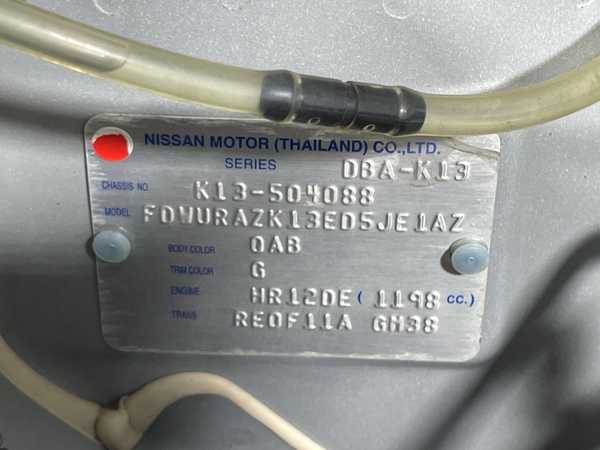 NISSAN MOTOR (THAILAND) CO.,LTD.
SERIES DBA-K13
CHASSIS NO. K13-504088
MODEL FDWURAZK13ED5JE1AZ
BODY COLOR QAB
TRIM COLOR G
ENGINE HR12DE ( 1198 CC.)
TRANS RE0F11A GM38